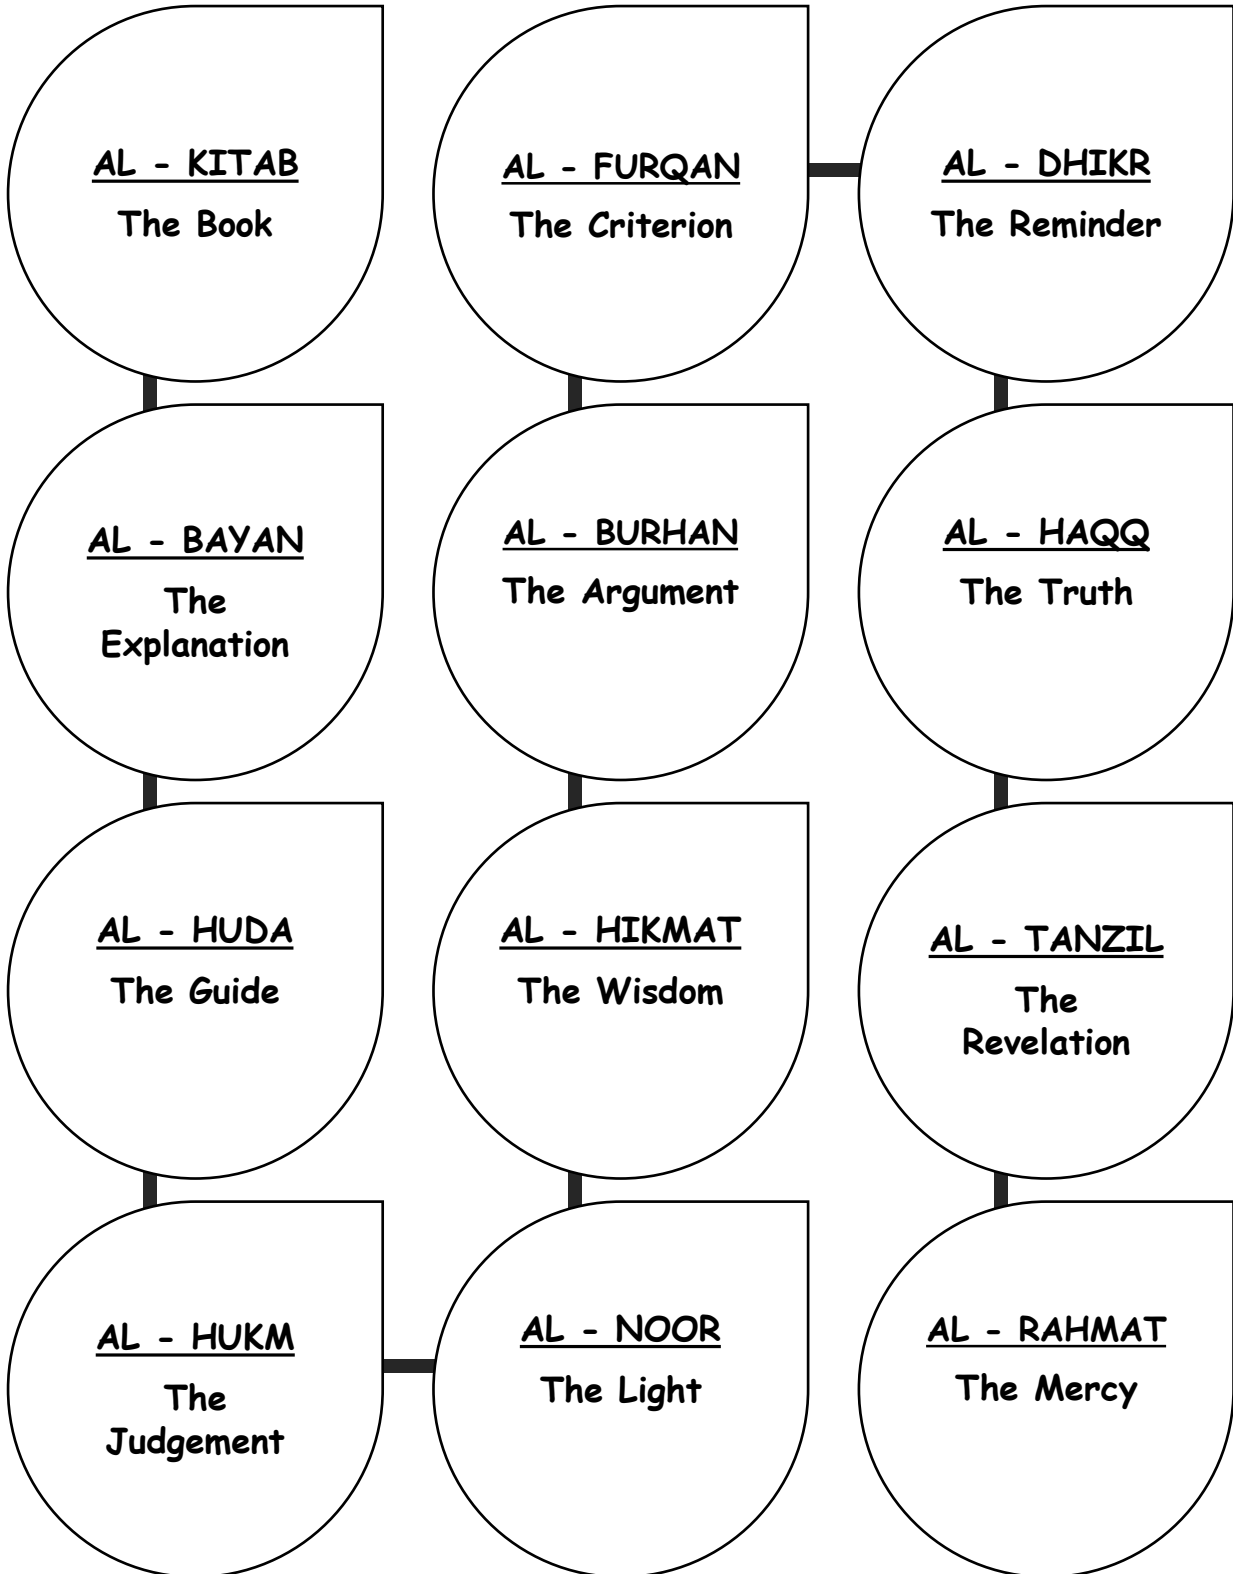 AL - KITAB
The Book
AL - BAYAN
The
Explanation
AL - HUDA
The Guide
AL - HUKM
The
Judgement
AL - NOOR
The Light
AL - HIKMAT
The Wisdom
AL - BURHAN
The Argument
AL - FURQAN
The Criterion
AL - DHIKR
The Reminder
AL - HAQQ
The Truth
AL - TANZIL
The
Revelation
AL - RAHMAT
The Mercy